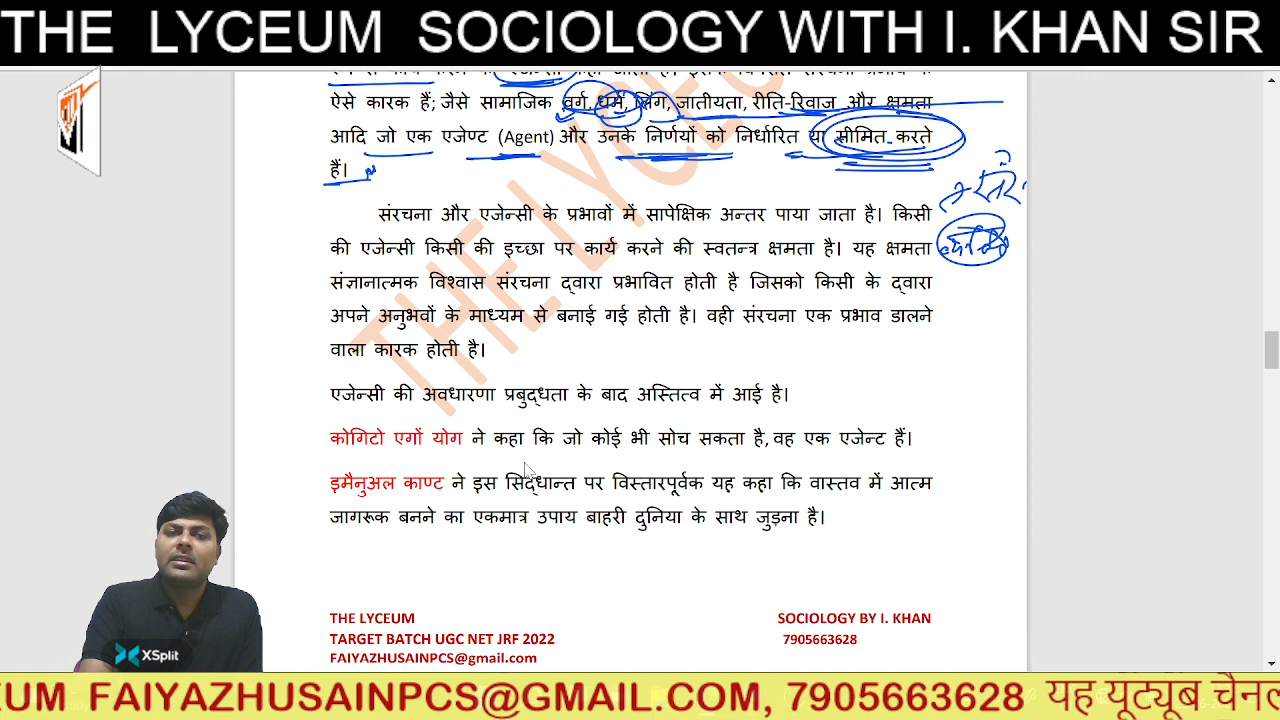 THE LYCEUM SOCIOLOGY WITH I. KHAN SIR
ऐसे कारक हैं; जैसे सामाजिक वर्ग, धर्म, लिंग, जातीयता, रीति-रिवाज और क्षमता
आदि जो एक एजेण्ट (Agent) और उनके निर्णयों को निर्धारित या सीमित करते
हैं।
संरचना और एजेन्सी के प्रभावों में सापेक्षिक अन्तर पाया जाता है। किसी
की एजेन्सी किसी की इच्छा पर कार्य करने की स्वतन्त्र क्षमता है। यह क्षमता
संज्ञानात्मक विश्वास संरचना द्वारा प्रभावित होती है जिसको किसी के द्वारा
अपने अनुभवों के माध्यम से बनाई गई होती है। वही संरचना एक प्रभाव डालने
वाला कारक होती है।
एजेन्सी की अवधारणा प्रबुद्धता के बाद अस्तित्व में आई है।
कोगिटो एगों योग ने कहा कि जो कोई भी सोच सकता है, वह एक एजेन्ट हैं।
इमैनुअल काण्ट ने इस सिद्धान्त पर विस्तारपूर्वक यह कहा कि वास्तव में आत्म
जागरूक बनने का एकमात्र उपाय बाहरी दुनिया के साथ जुड़ना है।
THE LYCEUM SOCIOLOGY BY I. KHAN
TARGET BATCH UGC NET JRF 2022 7905663628
FAIYAZHUSAINPCS@gmail.com
THE LYCEUM
XSplit
EUM FAIYAZHUSAINPCS@GMAIL.COM, 7905663628 यह यूट्यूब चैनल